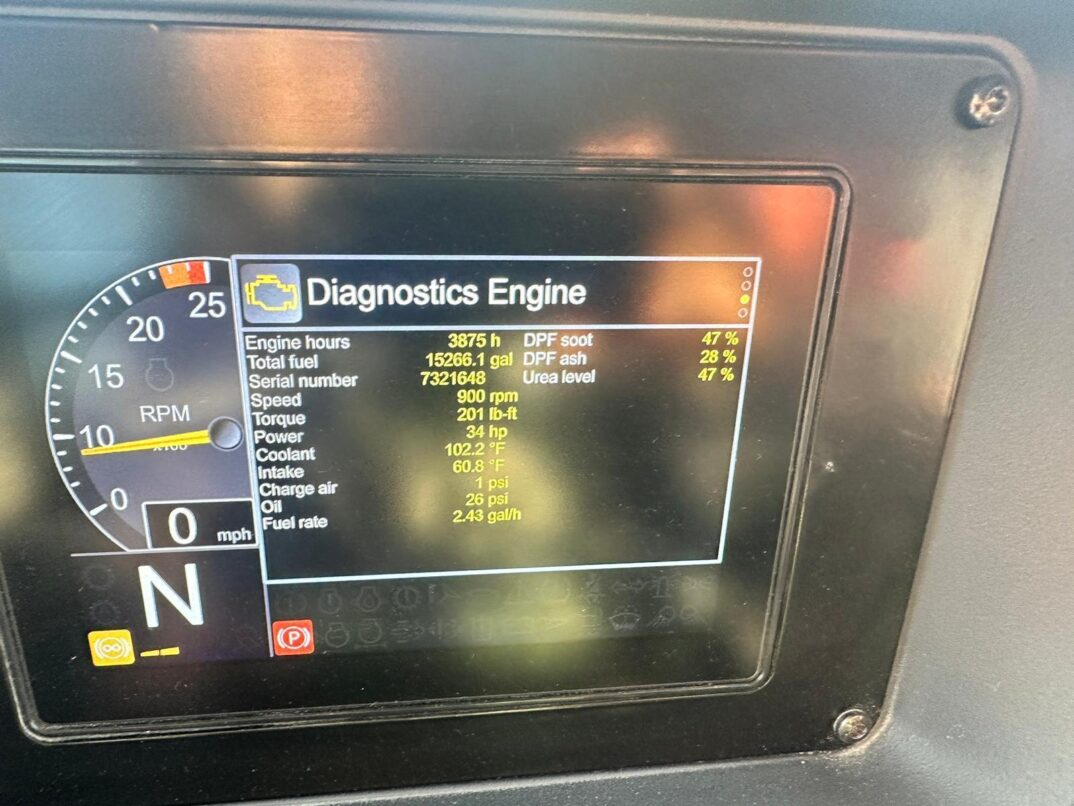 Diagnostics Engine
Engine hours 3875 h DPF soot 47 %
Total fuel 15266.1 gal DPF ash 28 %
Serial number 7321648 Urea level 47 %
Speed 900 rpm
Torque 201 lb-ft
Power 34 hp
Coolant 102.2 °F
Intake 60.8 °F
Charge air 1 psi
Oil 26 psi
Fuel rate 2.43 gal/h
25
20
15
RPM
10
x100
0
0 mph
N
P